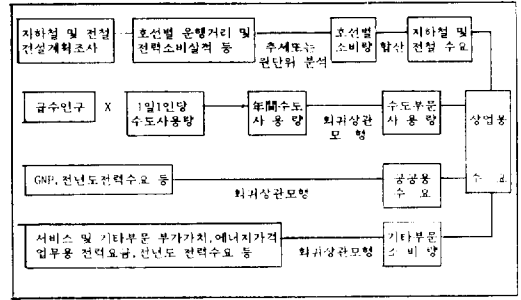 지하철 및 전철
건설계획조사
호선별 운행거리 및
전력소비실적 등
추세또는
원단위 분석
호선별
소비량
합산
지하철 및
전철 수요
급수인구
X
1일1인당
수도사용량
年間수도
사 용 량
회귀상관
모 형
수도부문
사용량
상업용
수 요
GNP, 전년도전력수요 등
회귀상관모형
공공용
수 요
서비스 및 기타부문 부가가치, 에너지가격
업무용 전력요금, 전년도 전력수요 등
회귀상관모형
기타부문
소 비 량